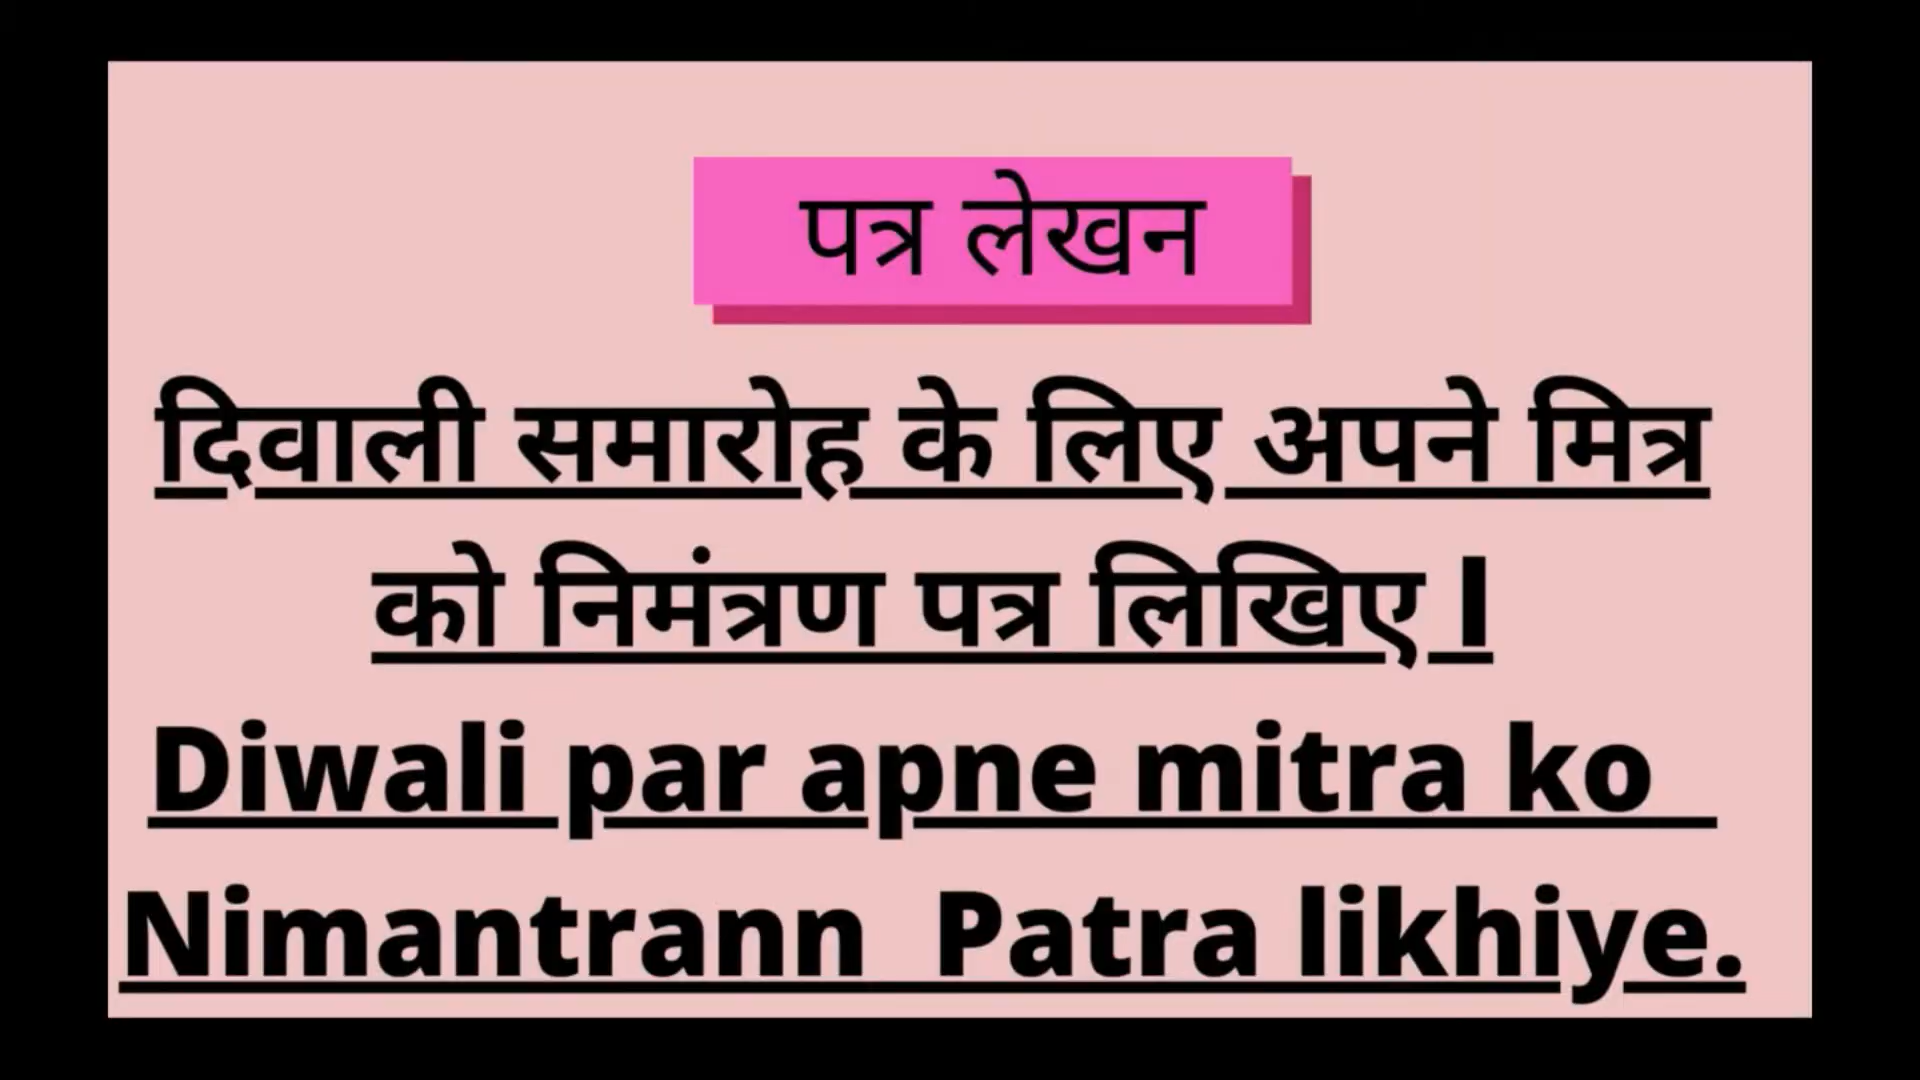 पत्र लेखन
दिवाली समारोह के लिए अपने मित्र
को निमंत्रण पत्र लिखिए l
Diwali par apne mitra ko
Nimantrann Patra likhiye.